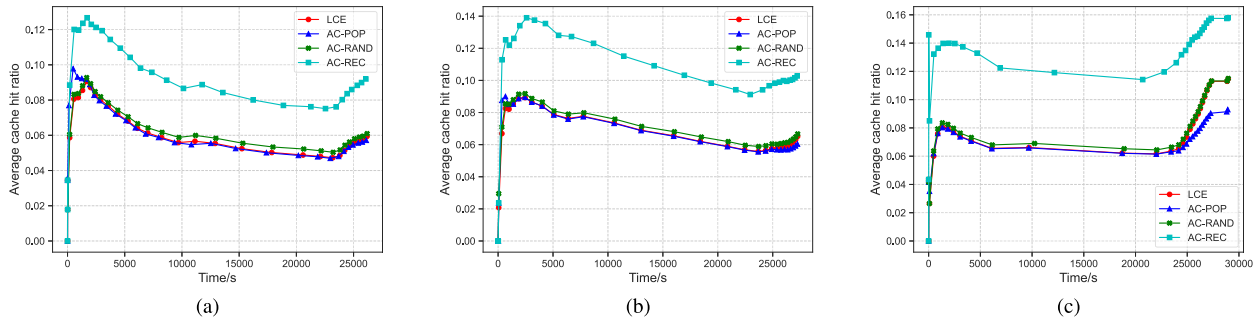 0.12
0.10
0.08
0.06
0.04
0.02
0.00
Average cache hit ratio
0
5000
10000
15000
20000
25000
Time/s
LCE
AC-POP
AC-RAND
AC-REC
(a)
0.14
0.12
0.10
0.08
0.06
0.04
0.02
0.00
Average cache hit ratio
0
5000
10000
15000
20000
25000
Time/s
LCE
AC-POP
AC-RAND
AC-REC
(b)
0.16
0.14
0.12
0.10
0.08
0.06
0.04
0.02
0.00
Average cache hit ratio
0
5000
10000
15000
20000
25000
30000
Time/s
LCE
AC-POP
AC-RAND
AC-REC
(c)